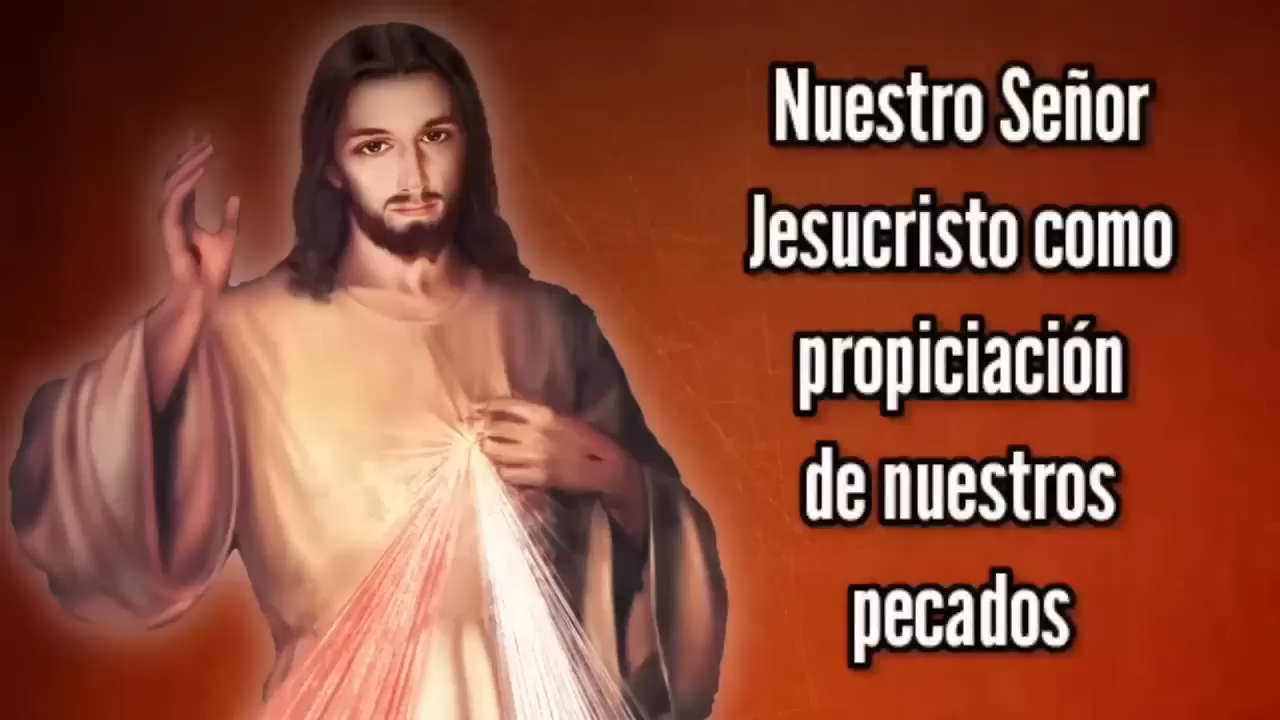 Nuestro Señor
Jesucristo como
propiciación
de nuestros
pecados